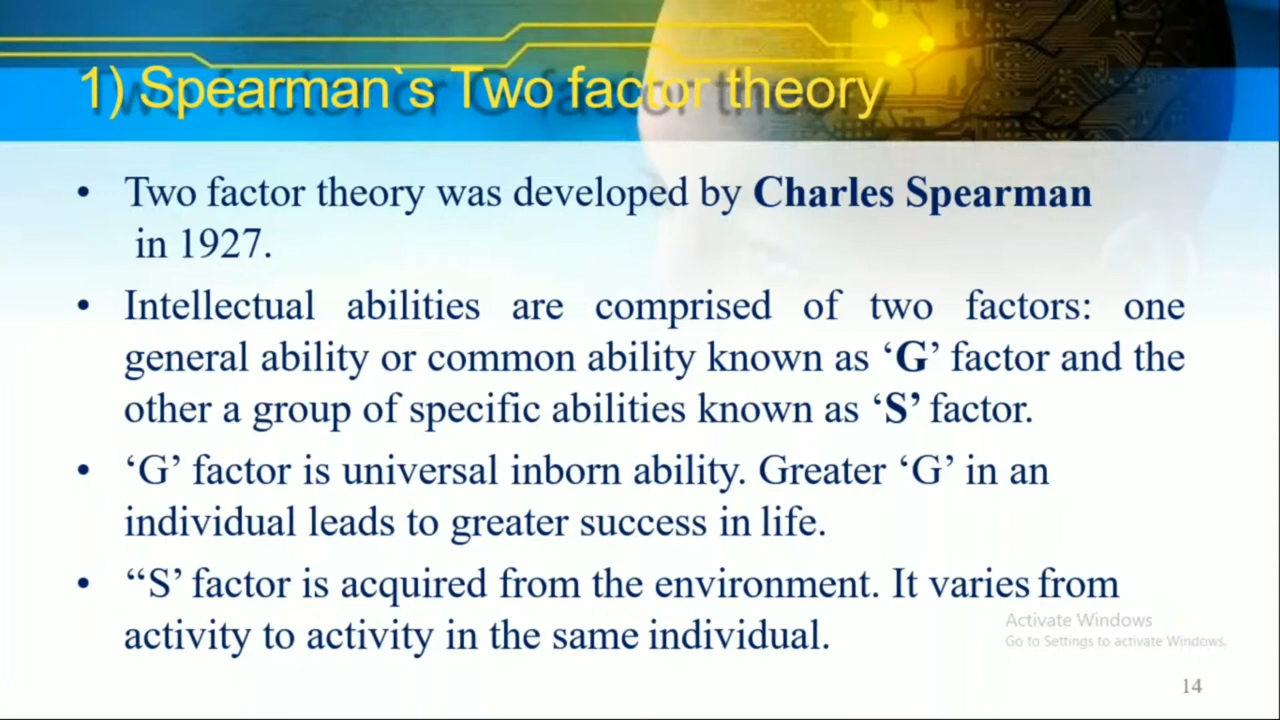 1) Spearman`s Two factor theory
• Two factor theory was developed by Charles Spearman
in 1927.
• Intellectual abilities are comprised of two factors: one
general ability or common ability known as ‘G’ factor and the
other a group of specific abilities known as ‘S’ factor.
• ‘G’ factor is universal inborn ability. Greater ‘G’ in an
individual leads to greater success in life.
• “S’ factor is acquired from the environment. It varies from
activity to activity in the same individual.
Activate Windows
Go to Settings to activate Windows.
14